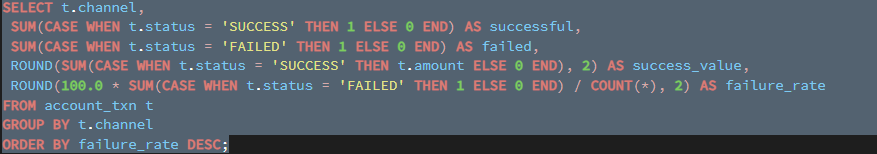 SELECT t.channel,
SUM(CASE WHEN t.status = 'SUCCESS' THEN 1 ELSE 0 END) AS successful,
SUM(CASE WHEN t.status = 'FAILED' THEN 1 ELSE 0 END) AS failed,
ROUND(SUM(CASE WHEN t.status = 'SUCCESS' THEN t.amount ELSE 0 END), 2) AS success_value,
ROUND(100.0 * SUM(CASE WHEN t.status = 'FAILED' THEN 1 ELSE 0 END) / COUNT(*), 2) AS failure_rate
FROM account_txn t
GROUP BY t.channel
ORDER BY failure_rate DESC;